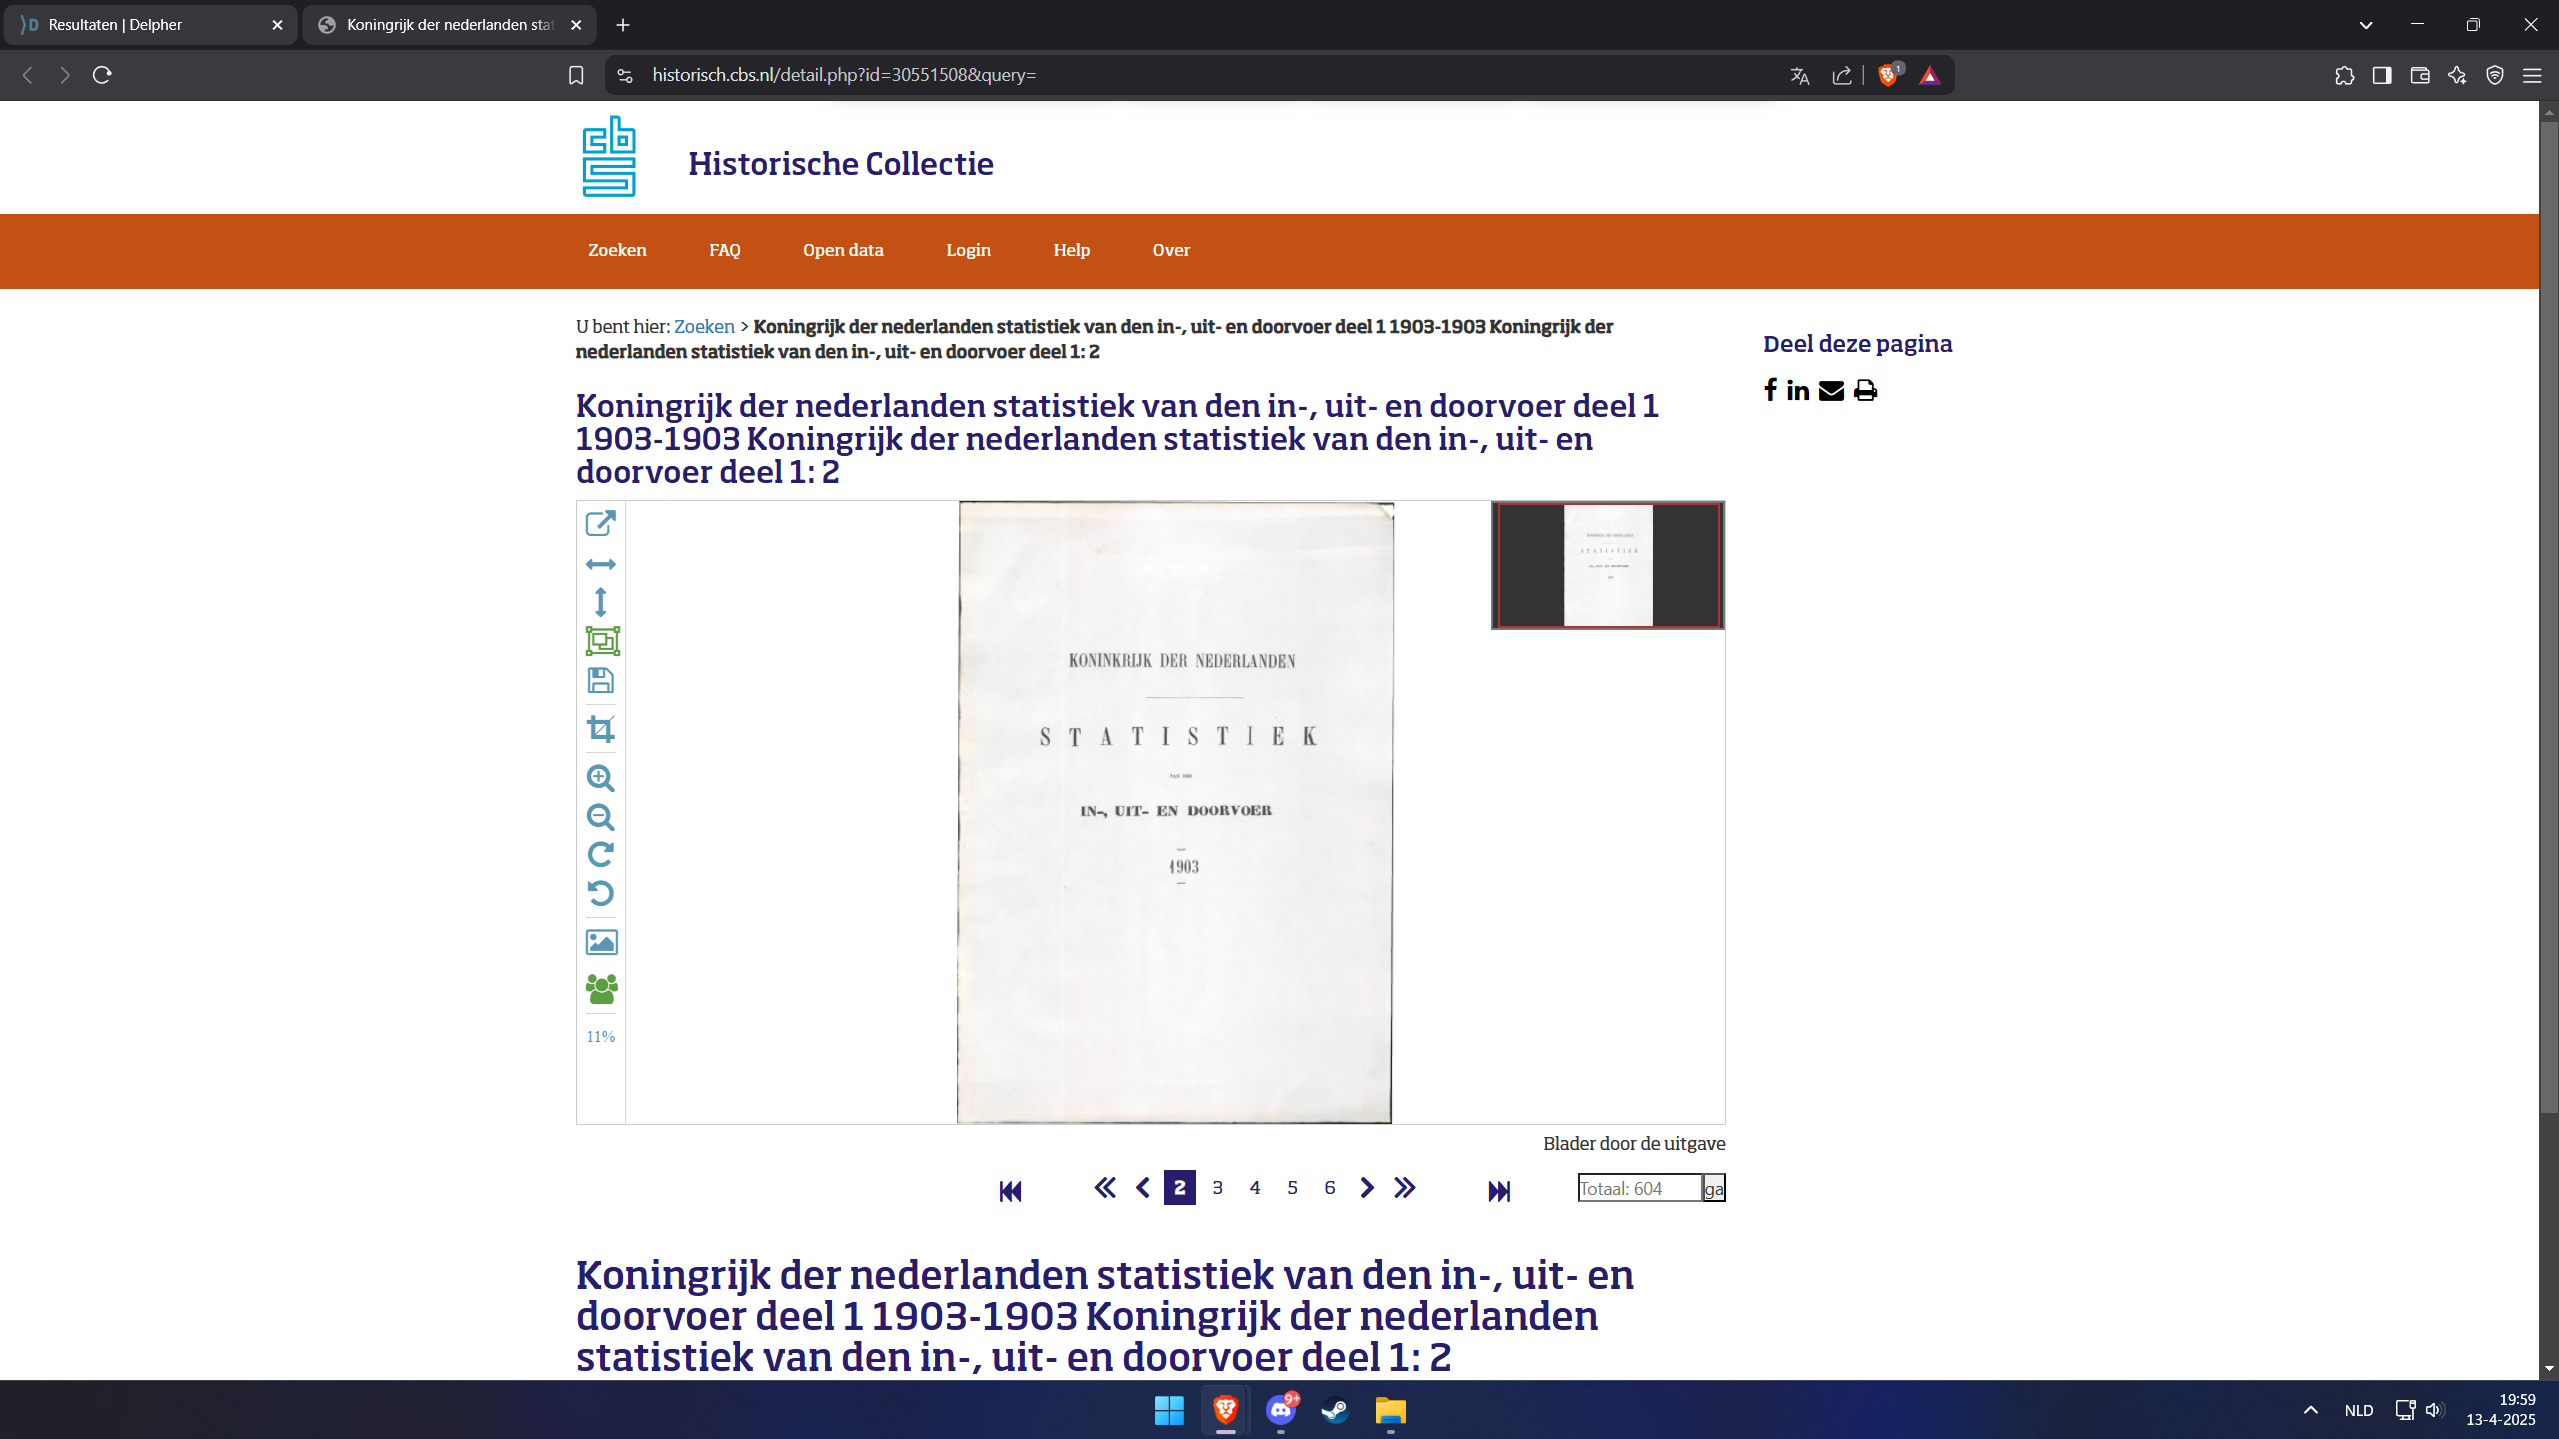 Resultaten | Delpher
Koningrijk der nederlanden stat
historisch.cbs.nl/detail.php?id=30551508&query=
1
cbs
Historische Collectie
Zoeken FAQ Open data Login Help Over
U bent hier: Zoeken > Koningrijk der nederlanden statistiek van den in-, uit- en doorvoer deel 1 1903-1903 Koningrijk der
nederlanden statistiek van den in-, uit- en doorvoer deel 1: 2
Deel deze pagina
Koningrijk der nederlanden statistiek van den in-, uit- en doorvoer deel 1
1903-1903 Koningrijk der nederlanden statistiek van den in-, uit- en
doorvoer deel 1: 2
KONINKRIJK DER NEDERLANDEN
STATISTIEK
VAN DEN
IN-, UIT- EN DOORVOER
1903
11%
Blader door de uitgave
2 3 4 5 6
Totaal: 604 ga
Koningrijk der nederlanden statistiek van den in-, uit- en
doorvoer deel 1 1903-1903 Koningrijk der nederlanden
statistiek van den in-, uit- en doorvoer deel 1: 2
9+
NLD
19:59
13-4-2025